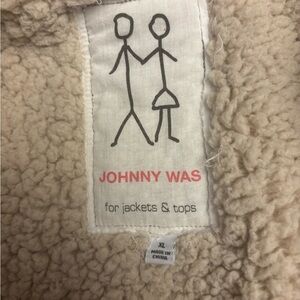 JOHNNY WAS
for jackets & tops
XL
MADE IN
CHINA